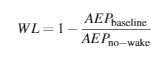 WL = 1 − AEP_baseline / AEP_no−wake